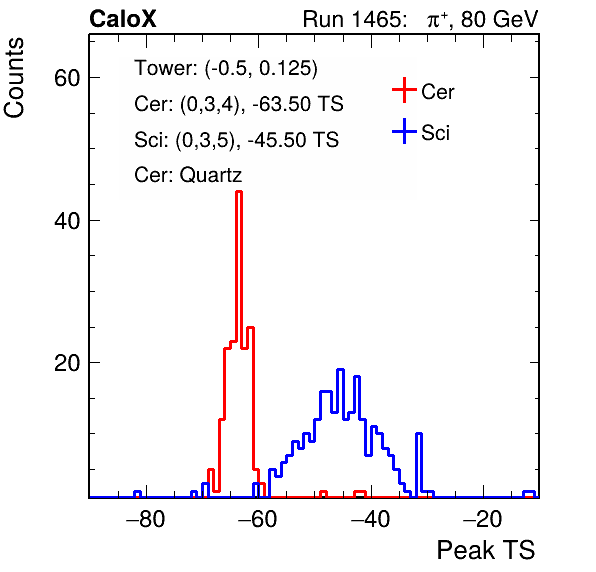 CaloX Run 1465: π⁺, 80 GeV
Counts
Tower: (-0.5, 0.125)
Cer: (0,3,4), -63.50 TS
Sci: (0,3,5), -45.50 TS
Cer: Quartz
Cer
Sci
60
40
20
−80 −60 −40 −20
Peak TS